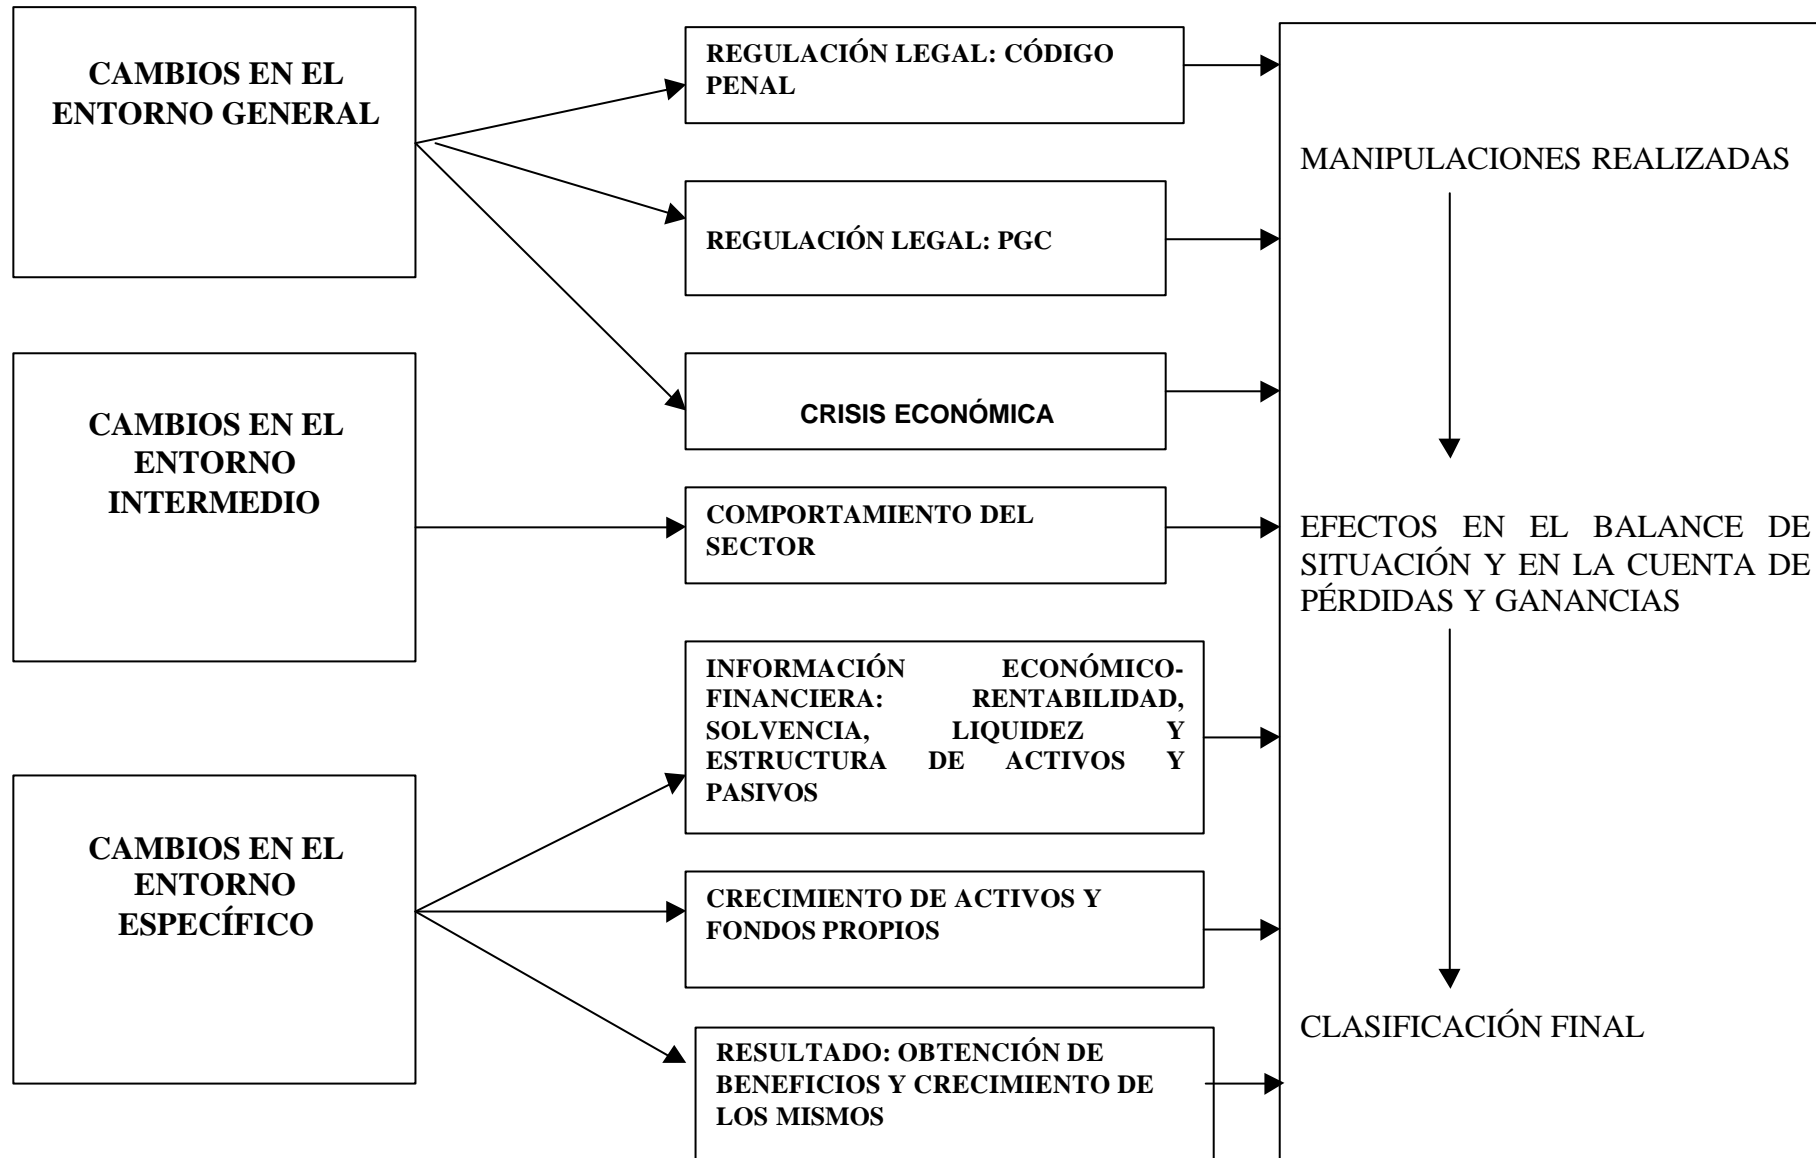 CAMBIOS EN EL
ENTORNO GENERAL
CAMBIOS EN EL
ENTORNO
INTERMEDIO
CAMBIOS EN EL
ENTORNO
ESPECÍFICO
REGULACIÓN LEGAL: CÓDIGO
PENAL
REGULACIÓN LEGAL: PGC
CRISIS ECONÓMICA
COMPORTAMIENTO DEL
SECTOR
INFORMACIÓN ECONÓMICO-
FINANCIERA: RENTABILIDAD,
SOLVENCIA, LIQUIDEZ Y
ESTRUCTURA DE ACTIVOS Y
PASIVOS
CRECIMIENTO DE ACTIVOS Y
FONDOS PROPIOS
RESULTADO: OBTENCIÓN DE
BENEFICIOS Y CRECIMIENTO DE
LOS MISMOS
MANIPULACIONES REALIZADAS
EFECTOS EN EL BALANCE DE
SITUACIÓN Y EN LA CUENTA DE
PÉRDIDAS Y GANANCIAS
CLASIFICACIÓN FINAL